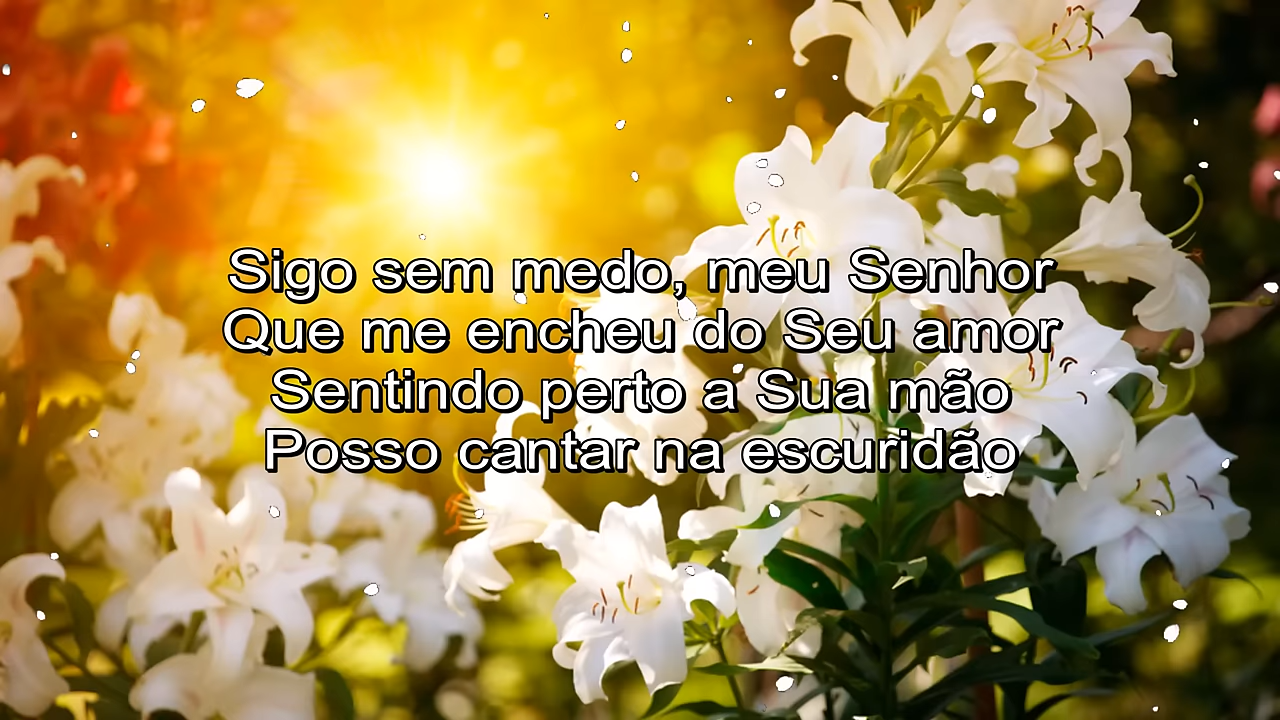 Sigo sem medo, meu Senhor
Que me encheu do Seu amor
Sentindo perto a Sua mão
Posso cantar na escuridão